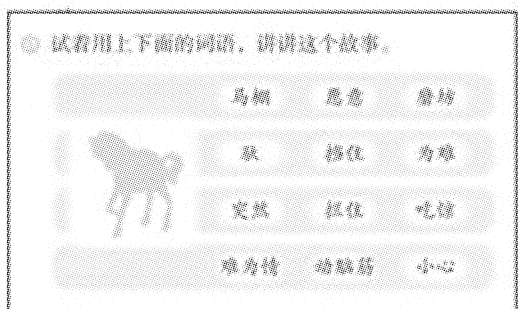 试着用上下面的词语，讲讲这个故事。
马棚 愿意 磨坊
驮 挡住 为难
突然 拦住 吃惊
难为情 动脑筋 小心